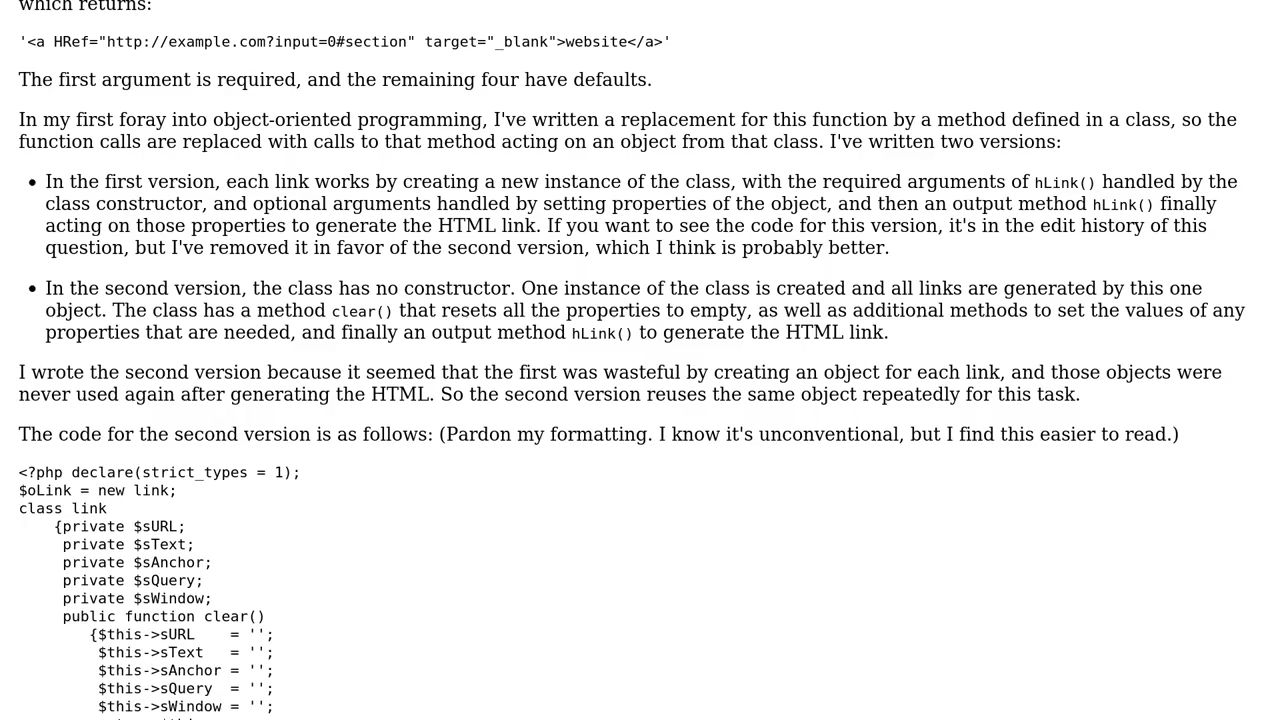 which returns:
'<a HRef="http://example.com?input=0#section" target="_blank">website</a>'
The first argument is required, and the remaining four have defaults.
In my first foray into object-oriented programming, I've written a replacement for this function by a method defined in a class, so the
function calls are replaced with calls to that method acting on an object from that class. I've written two versions:
• In the first version, each link works by creating a new instance of the class, with the required arguments of hLink() handled by the
class constructor, and optional arguments handled by setting properties of the object, and then an output method hLink() finally
acting on those properties to generate the HTML link. If you want to see the code for this version, it's in the edit history of this
question, but I've removed it in favor of the second version, which I think is probably better.
• In the second version, the class has no constructor. One instance of the class is created and all links are generated by this one
object. The class has a method clear() that resets all the properties to empty, as well as additional methods to set the values of any
properties that are needed, and finally an output method hLink() to generate the HTML link.
I wrote the second version because it seemed that the first was wasteful by creating an object for each link, and those objects were
never used again after generating the HTML. So the second version reuses the same object repeatedly for this task.
The code for the second version is as follows: (Pardon my formatting. I know it's unconventional, but I find this easier to read.)
<?php declare(strict_types = 1);
$oLink = new link;
class link
    {private $sURL;
     private $sText;
     private $sAnchor;
     private $sQuery;
     private $sWindow;
     public function clear()
        {$this->sURL    = '';
         $this->sText   = '';
         $this->sAnchor = '';
         $this->sQuery  = '';
         $this->sWindow = '';